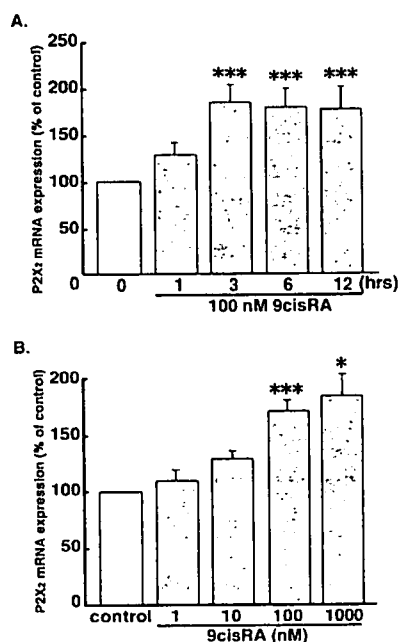 A.
P2X₂ mRNA expression (% of control)
250
200
150
100
50
0
*** *** ***
0 1 3 6 12 (hrs)
100 nM 9cisRA
B.
P2X₂ mRNA expression (% of control)
200
150
100
50
0
*** *
control 1 10 100 1000
9cisRA (nM)